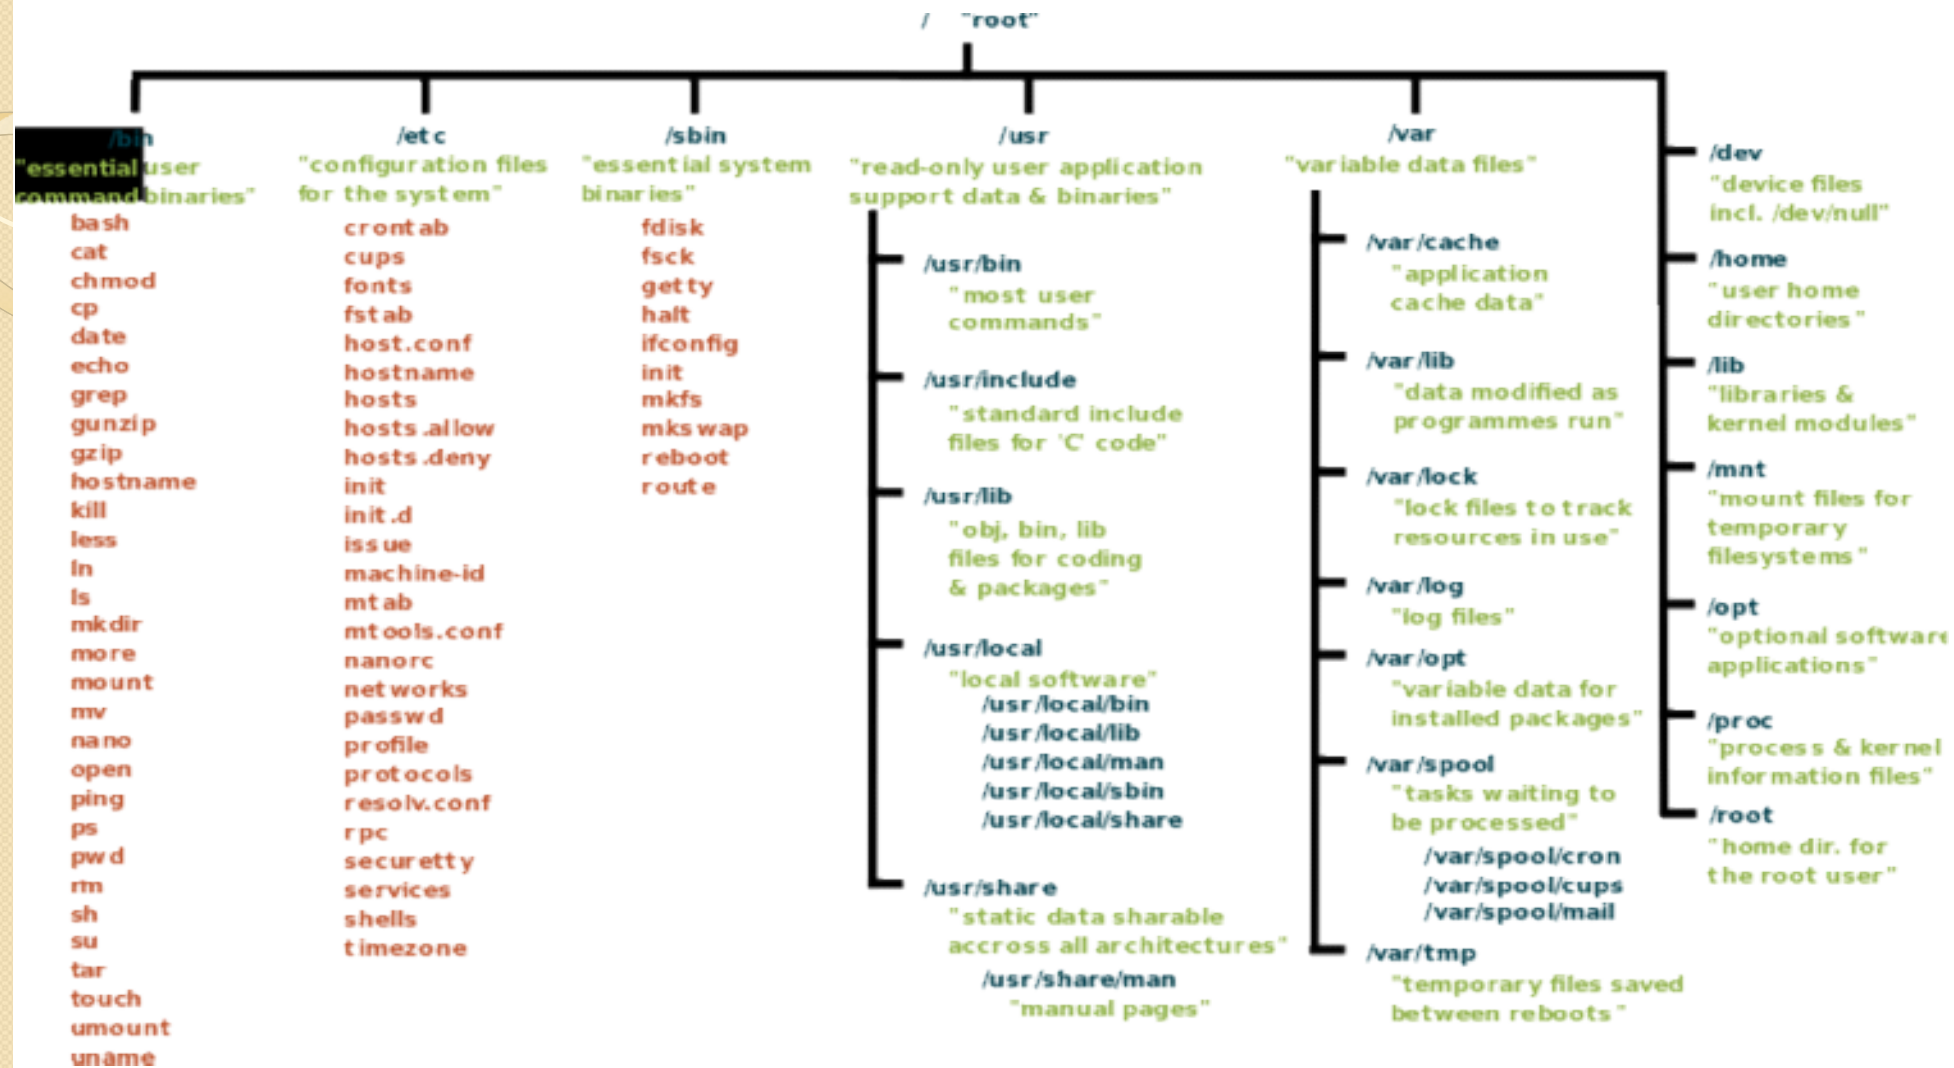 / "root"
/bin
"essential user
command binaries"
bash
cat
chmod
cp
date
echo
grep
gunzip
gzip
hostname
kill
less
ln
ls
mkdir
more
mount
mv
nano
open
ping
ps
pwd
rm
sh
su
tar
touch
umount
uname
/etc
"configuration files
for the system"
crontab
cups
fonts
fstab
host.conf
hostname
hosts
hosts.allow
hosts.deny
init
init.d
issue
machine-id
mtab
mtools.conf
nanorc
networks
passwd
profile
protocols
resolv.conf
rpc
securetty
services
shells
timezone
/sbin
"essential system
binaries"
fdisk
fsck
getty
halt
ifconfig
init
mkfs
mkswap
reboot
route
/usr
"read-only user application
support data & binaries"
/usr/bin
"most user
commands"
/usr/include
"standard include
files for 'C' code"
/usr/lib
"obj, bin, lib
files for coding
& packages"
/usr/local
"local software"
/usr/local/bin
/usr/local/lib
/usr/local/man
/usr/local/sbin
/usr/local/share
/usr/share
"static data sharable
accross all architectures"
/usr/share/man
"manual pages"
/var
"variable data files"
/var/cache
"application
cache data"
/var/lib
"data modified as
programmes run"
/var/lock
"lock files to track
resources in use"
/var/log
"log files"
/var/opt
"variable data for
installed packages"
/var/spool
"tasks waiting to
be processed"
/var/spool/cron
/var/spool/cups
/var/spool/mail
/var/tmp
"temporary files saved
between reboots"
/dev
"device files
incl. /dev/null"
/home
"user home
directories"
/lib
"libraries &
kernel modules"
/mnt
"mount files for
temporary
filesystems"
/opt
"optional software
applications"
/proc
"process & kernel
information files"
/root
"home dir. for
the root user"